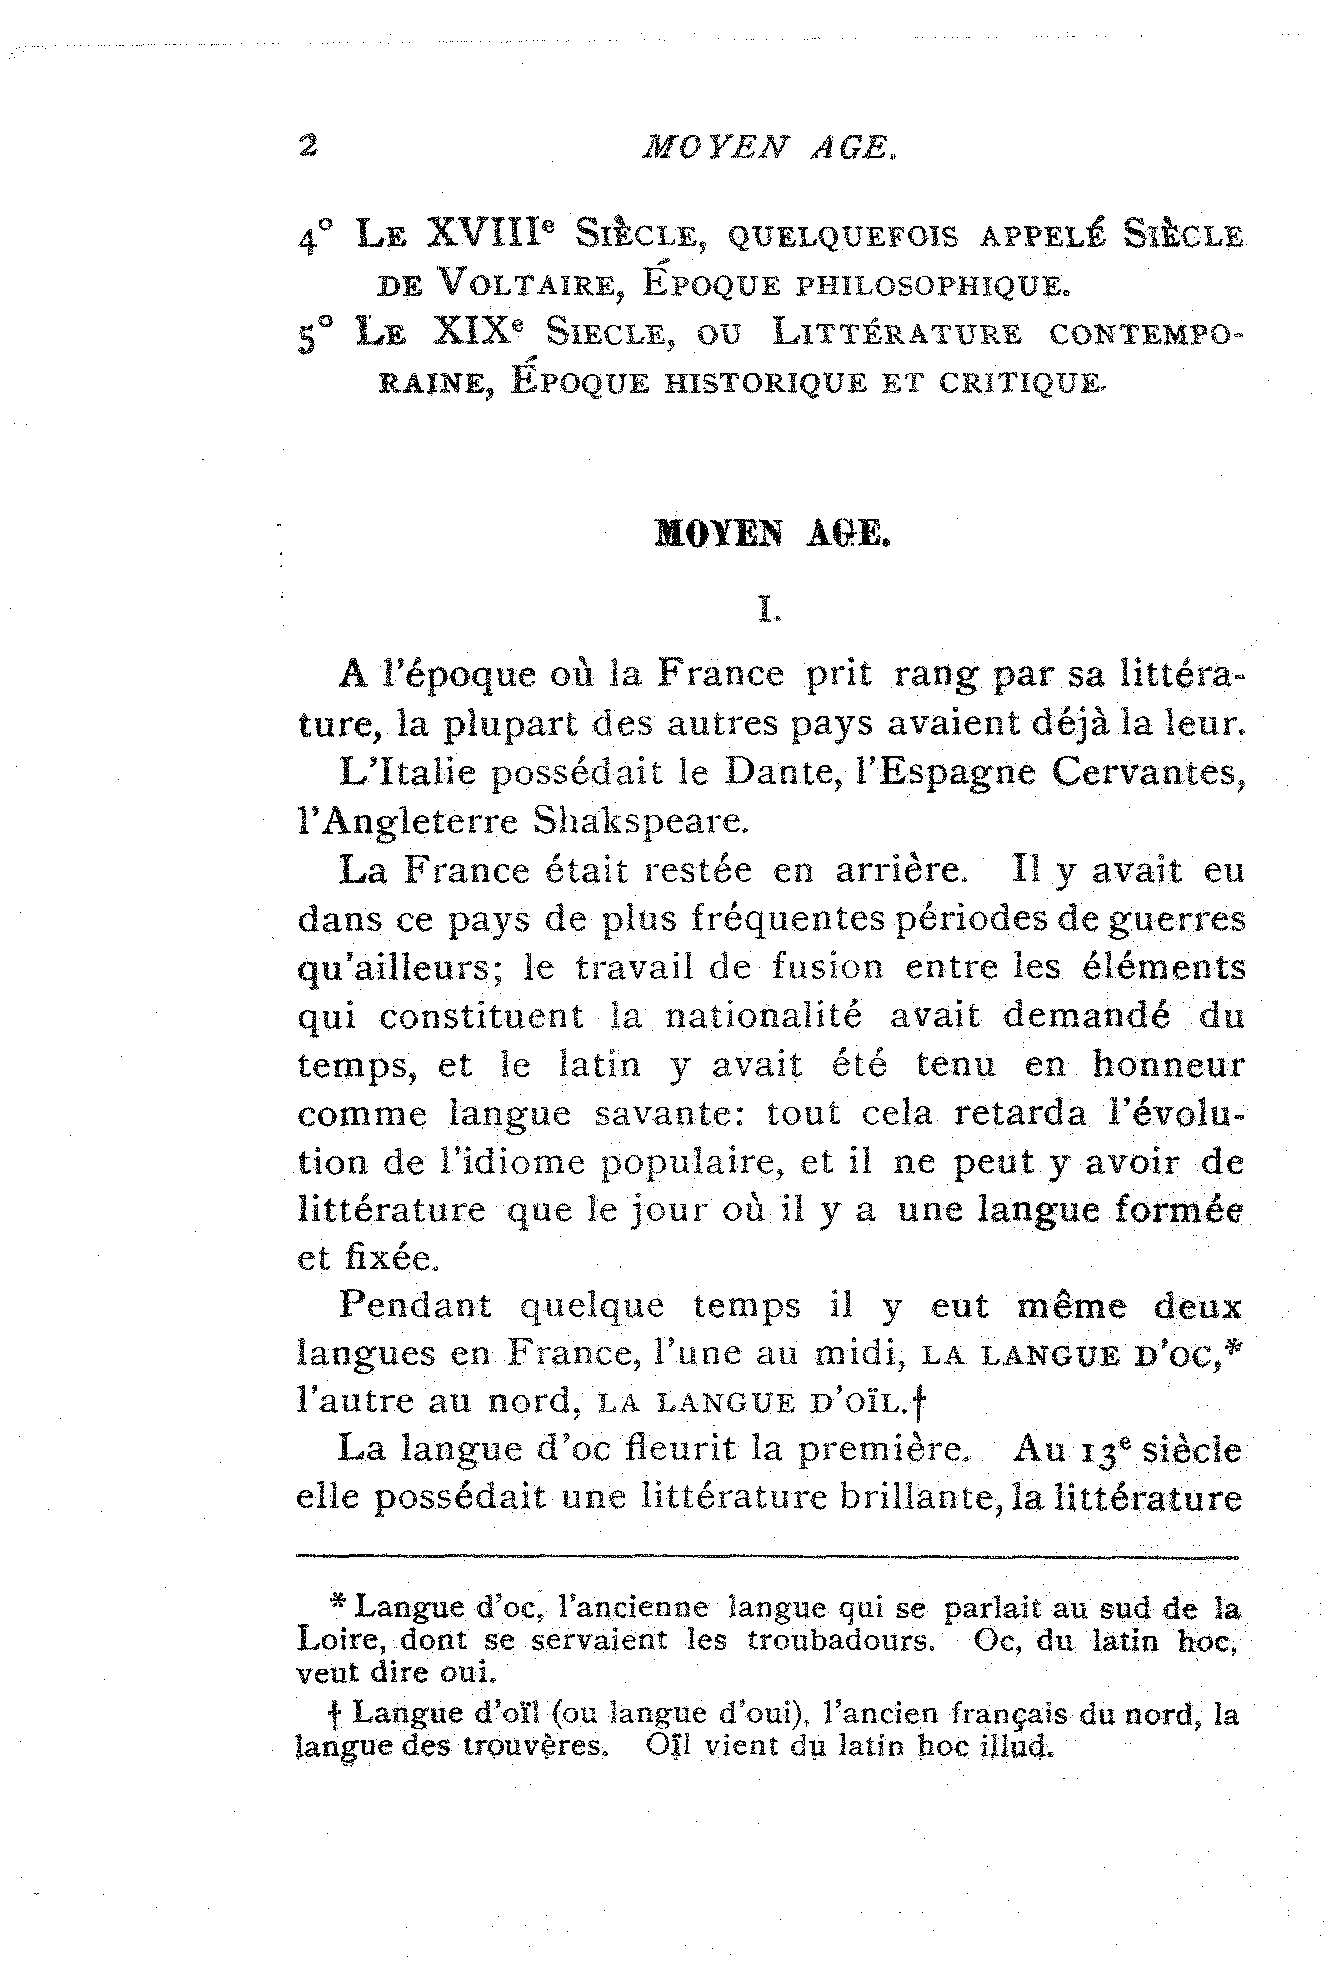 2 MOYEN AGE.
4° LE XVIIIe SIÈCLE, QUELQUEFOIS APPELÉ SIÈCLE
DE VOLTAIRE, ÉPOQUE PHILOSOPHIQUE.
5° LE XIXe SIECLE, OU LITTÉRATURE CONTEMPO-
RAINE, ÉPOQUE HISTORIQUE ET CRITIQUE.
MOYEN AGE.
I.
A l'époque où la France prit rang par sa littéra-
ture, la plupart des autres pays avaient déjà la leur.
L'Italie possédait le Dante, l'Espagne Cervantes,
l'Angleterre Shakspeare.
La France était restée en arrière. Il y avait eu
dans ce pays de plus fréquentes périodes de guerres
qu'ailleurs; le travail de fusion entre les éléments
qui constituent la nationalité avait demandé du
temps, et le latin y avait été tenu en honneur
comme langue savante: tout cela retarda l'évolu-
tion de l'idiome populaire, et il ne peut y avoir de
littérature que le jour où il y a une langue formée
et fixée.
Pendant quelque temps il y eut même deux
langues en France, l'une au midi, LA LANGUE D'OC,*
l'autre au nord, LA LANGUE D'OÏL.†
La langue d'oc fleurit la première. Au 13e siècle
elle possédait une littérature brillante, la littérature
* Langue d'oc, l'ancienne langue qui se parlait au sud de la
Loire, dont se servaient les troubadours. Oc, du latin hoc,
veut dire oui.
† Langue d'oïl (ou langue d'oui), l'ancien français du nord, la
langue des trouvères. Oïl vient du latin hoc illud.